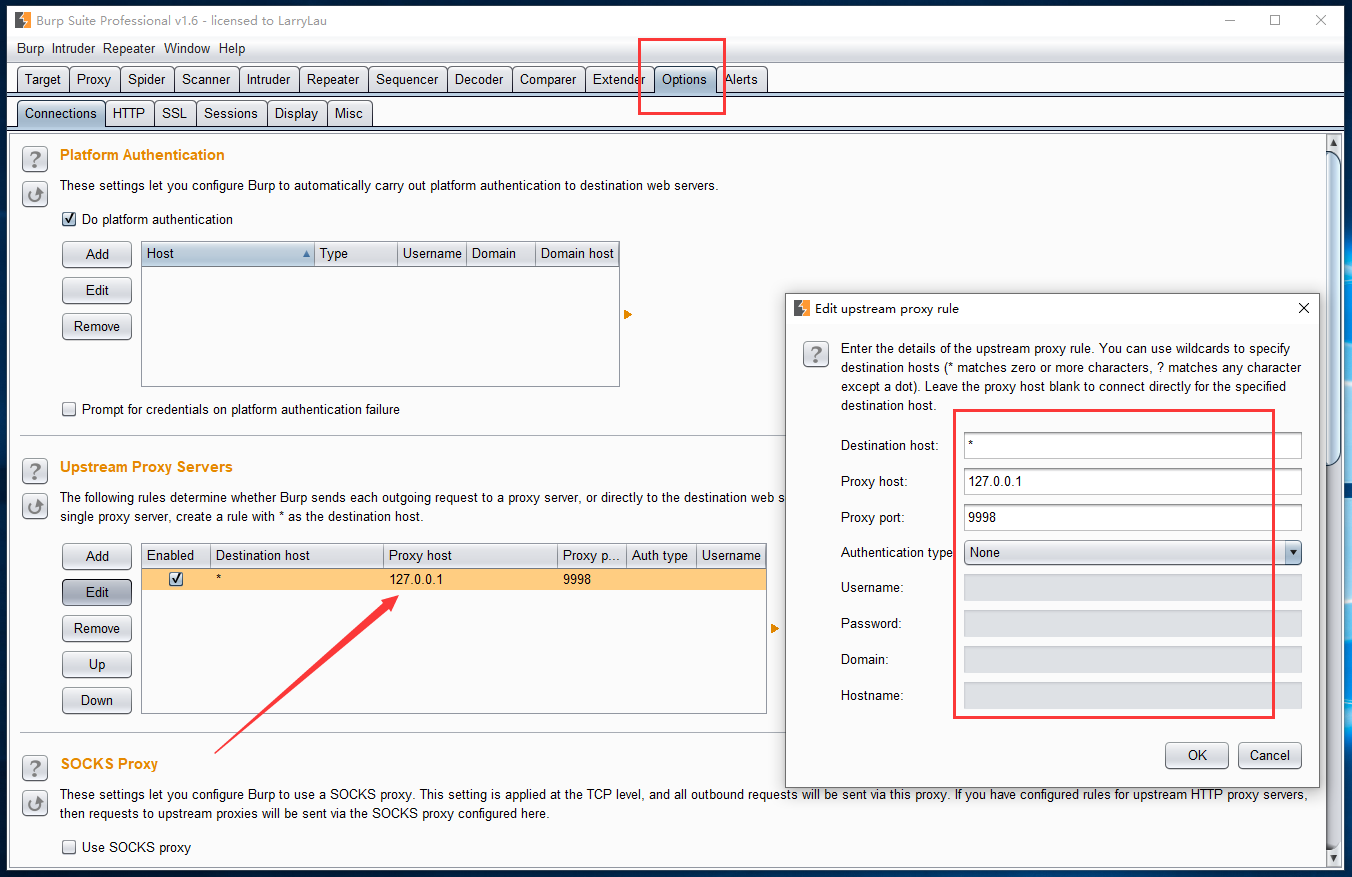 Burp Suite Professional v1.6 - licensed to LarryLau
Burp Intruder Repeater Window Help
Target Proxy Spider Scanner Intruder Repeater Sequencer Decoder Comparer Extender Options Alerts
Connections HTTP SSL Sessions Display Misc
? Platform Authentication
These settings let you configure Burp to automatically carry out platform authentication to destination web servers.
Do platform authentication
Add
Edit
Remove
Host Type Username Domain Domain host
Prompt for credentials on platform authentication failure
? Upstream Proxy Servers
The following rules determine whether Burp sends each outgoing request to a proxy server, or directly to the destination web s
single proxy server, create a rule with * as the destination host.
Add
Edit
Remove
Up
Down
Enabled Destination host Proxy host Proxy p... Auth type Username
* 127.0.0.1 9998
? SOCKS Proxy
These settings let you configure Burp to use a SOCKS proxy. This setting is applied at the TCP level, and all outbound requests will be sent via this proxy. If you have configured rules for upstream HTTP proxy servers,
then requests to upstream proxies will be sent via the SOCKS proxy configured here.
Use SOCKS proxy
Edit upstream proxy rule
? Enter the details of the upstream proxy rule. You can use wildcards to specify
destination hosts (* matches zero or more characters, ? matches any character
except a dot). Leave the proxy host blank to connect directly for the specified
destination host.
Destination host: *
Proxy host: 127.0.0.1
Proxy port: 9998
Authentication type None
Username:
Password:
Domain:
Hostname:
OK Cancel